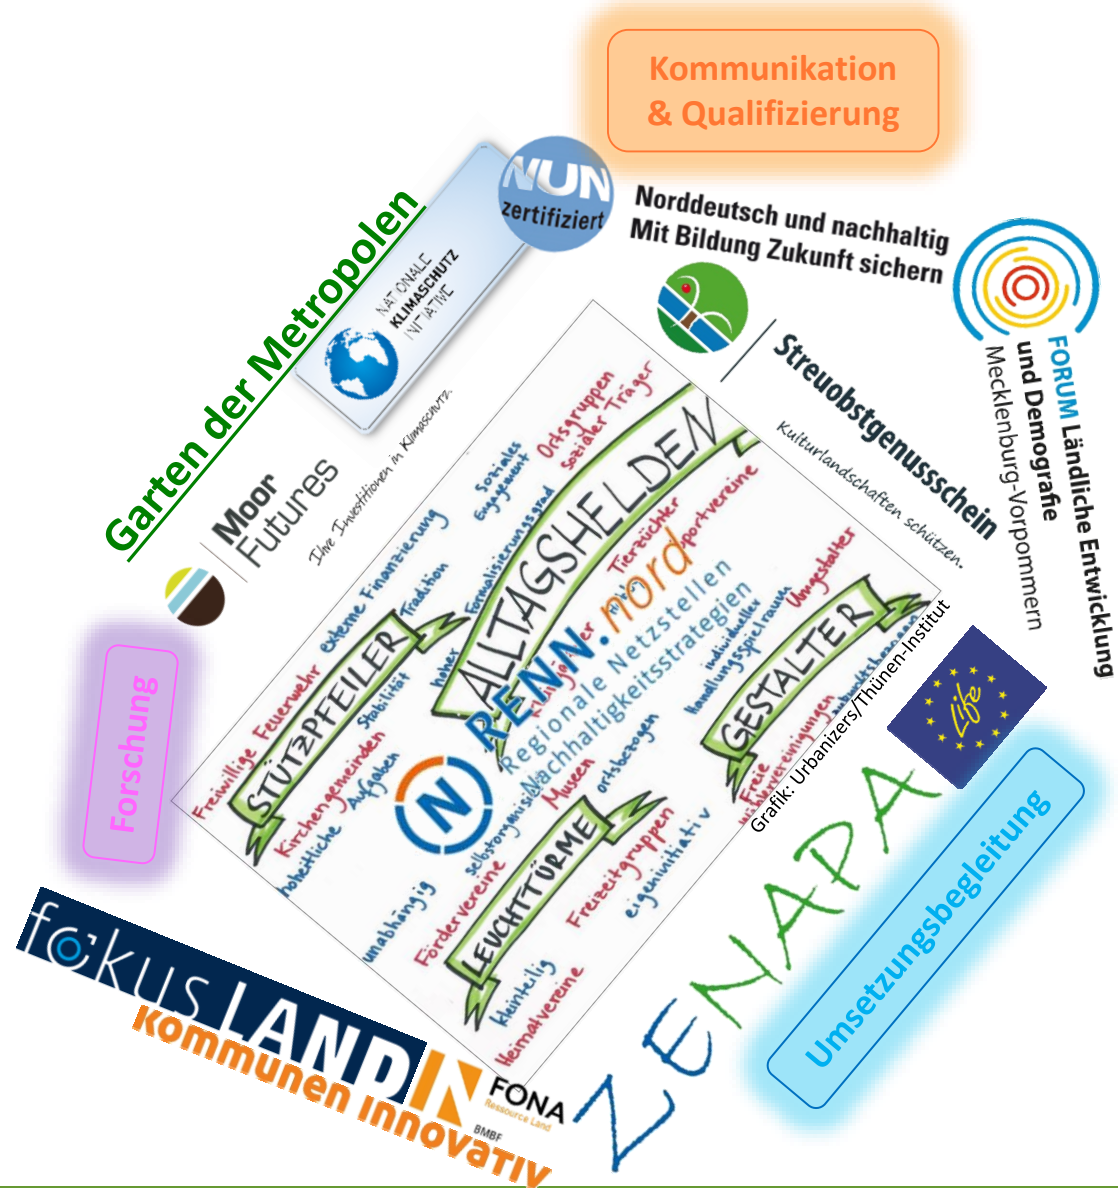 Kommunikation
& Qualifizierung
NUN
zertifiziert
Norddeutsch und nachhaltig
Mit Bildung Zukunft sichern
Garten der Metropolen
NATIONALE
KLIMASCHUTZ
INITIATIVE
FORUM Ländliche Entwicklung
und Demografie
Mecklenburg-Vorpommern
Streuobstgenussschein
Kulturlandschaften schützen.
Moor
Futures
Ihre Investitionen in Klimaschutz.
Ortsgruppen
sozialer Träger
Soziales
Engagement
ALLTAGSHELDEN
hoher Formalisierungsgrad
Tierzüchter
Sportvereine
externe Finanzierung
Tradition
Freiwillige Feuerwehr
STÜTZPFEILER
Stabilität
Kirchengemeinden
hoheitliche Aufgaben
RENN.nord
Regionale Netzstellen
Nachhaltigkeitsstrategien
N
Umgestalter
individueller
Handlungsspielraum
GESTALTER
Freie
Grafik: Urbanizers/Thünen-Institut
Museen
ortsbezogen
unabhängig
Fördervereine
LEUCHTTÜRME
Freizeitgruppen
eigeninitiativ
kleinteilig
Heimatvereine
Forschung
Life
Umsetzungsbegleitung
ZENAPA
fokus LAND
Kommunen Innovativ
FONA
Ressource Land
BMBF